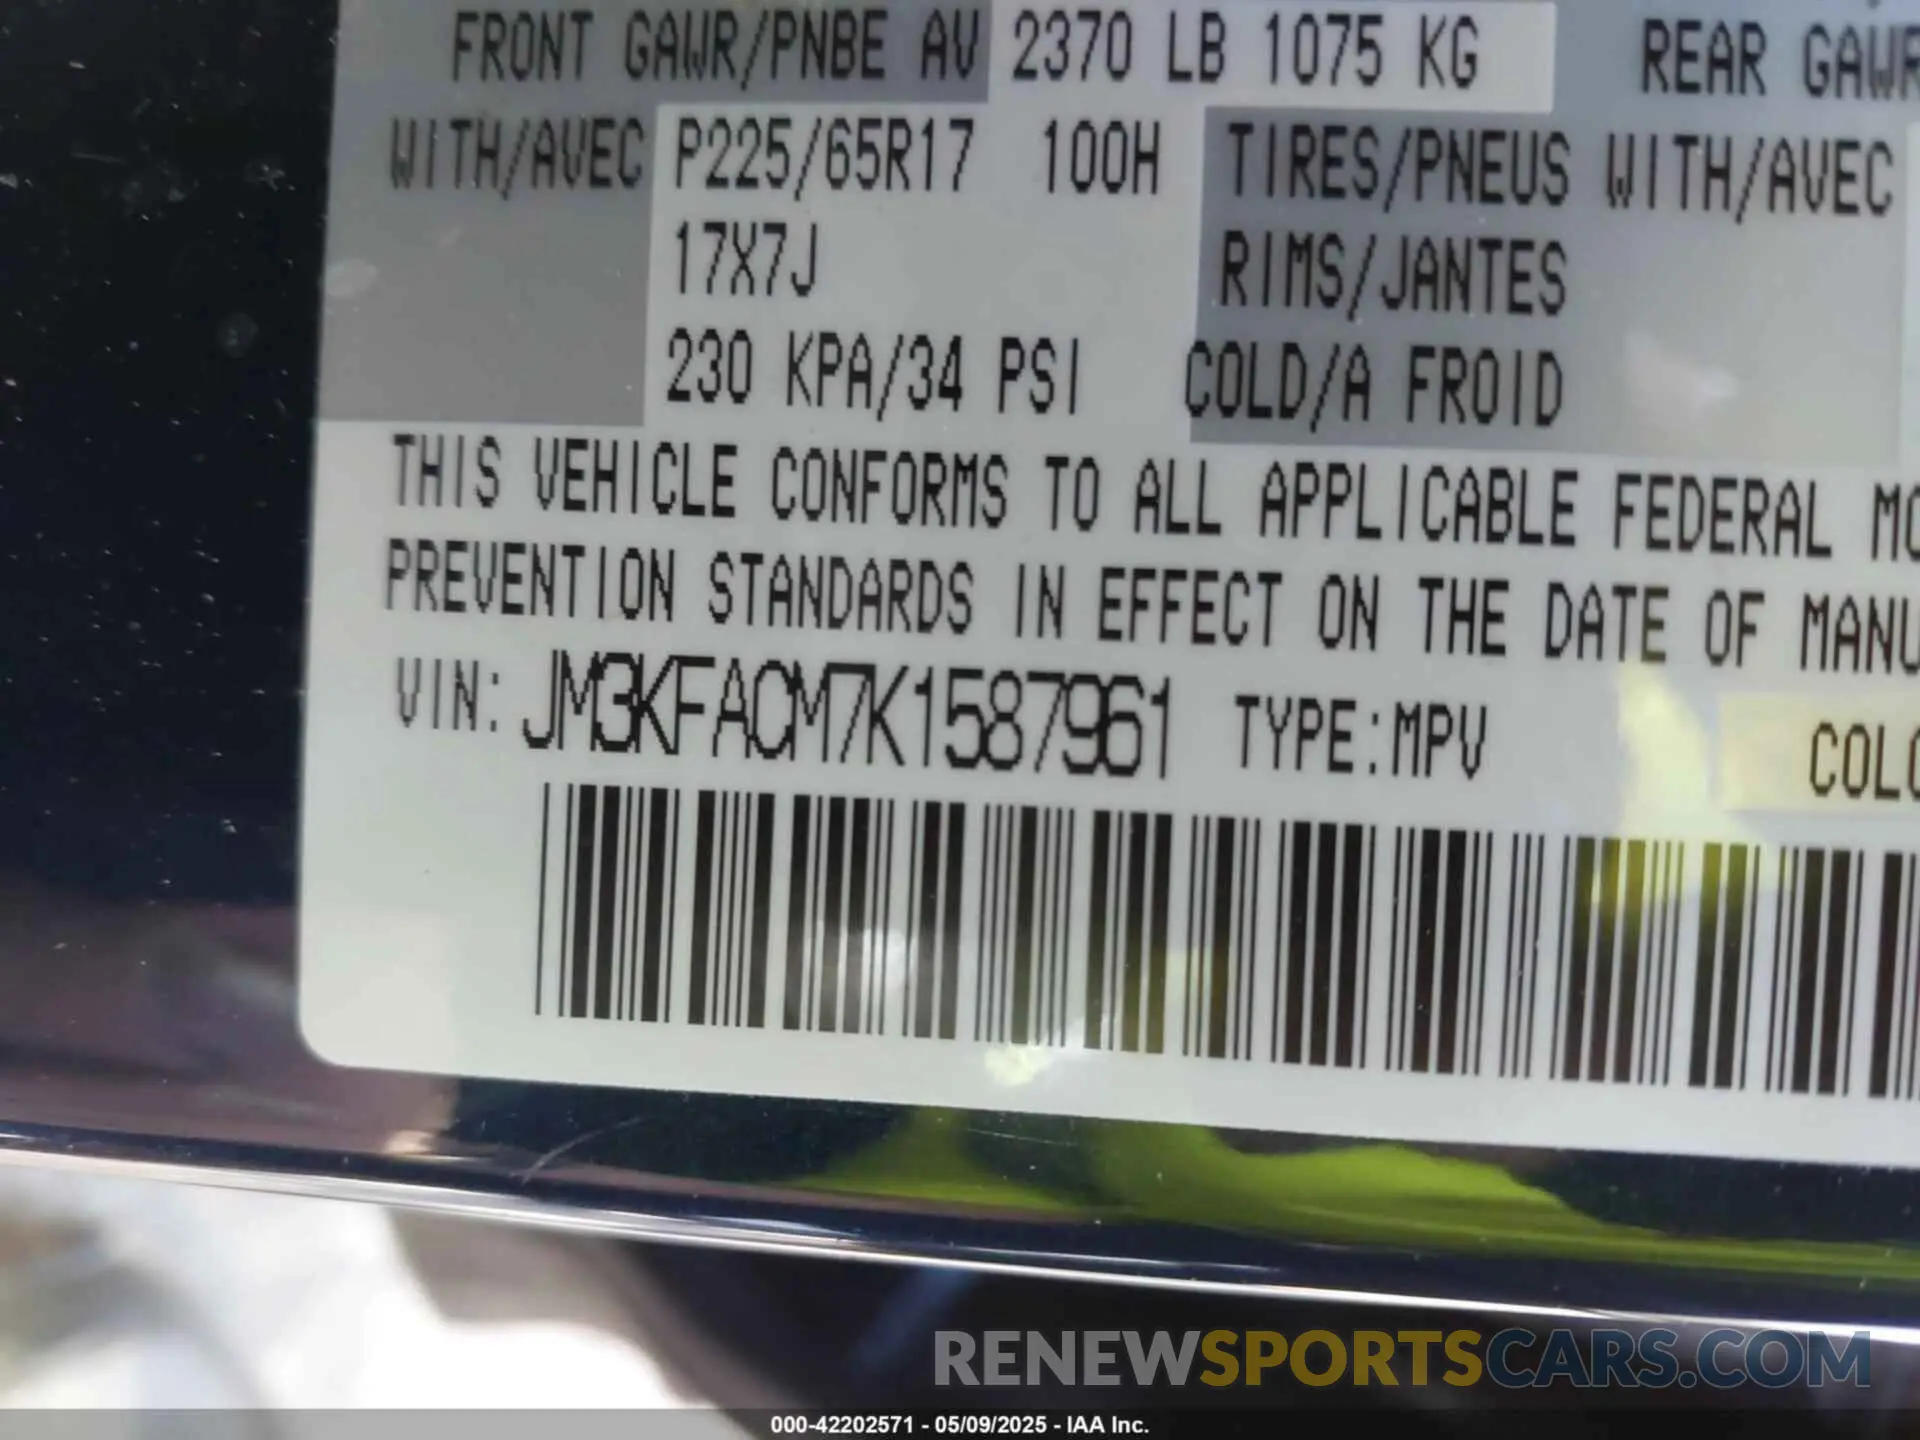 FRONT GAWR/PNBE AV 2370 LB 1075 KG REAR GAWR
WITH/AVEC P225/65R17 100H TIRES/PNEUS WITH/AVEC
17X7J RIMS/JANTES
230 KPA/34 PSI COLD/A FROID
THIS VEHICLE CONFORMS TO ALL APPLICABLE FEDERAL MO
PREVENTION STANDARDS IN EFFECT ON THE DATE OF MANU
VIN: JM3KFACM7K1587961 TYPE:MPV COLO
RENEWSPORTSCARS.COM
000-42202571 - 05/09/2025 - IAA Inc.